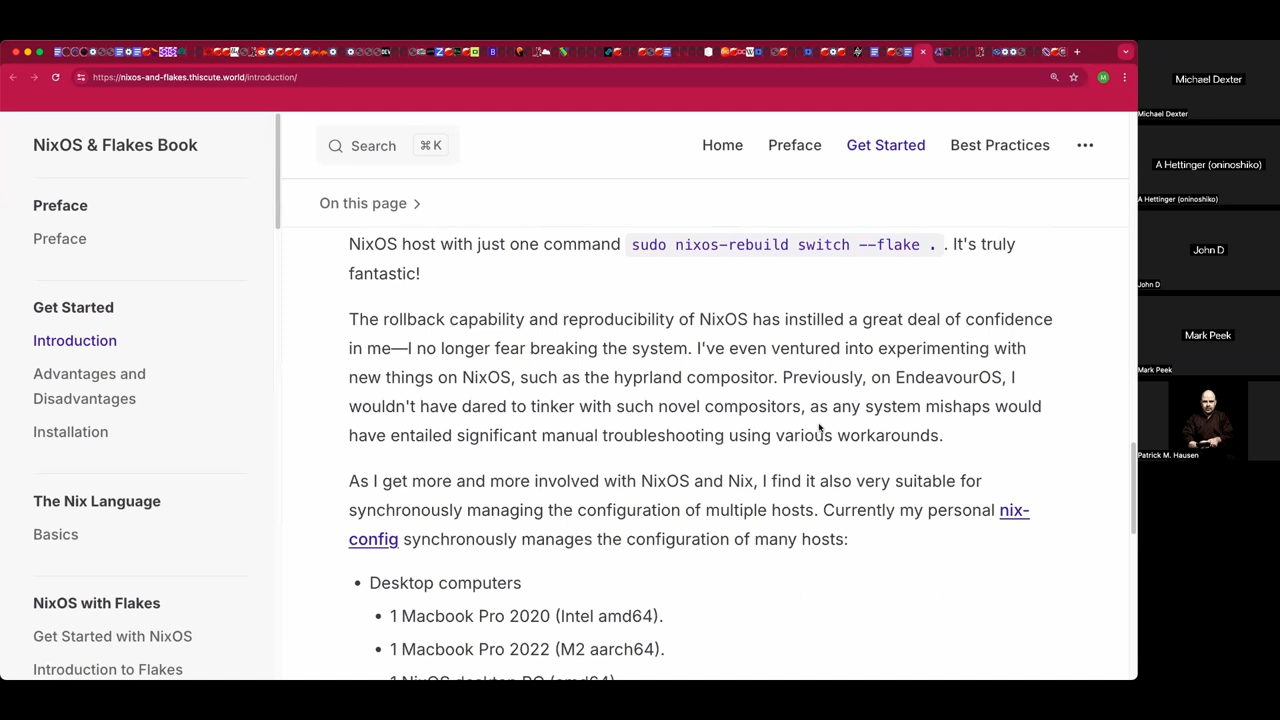 https://nixos-and-flakes.thiscute.world/introduction/
M
NixOS & Flakes Book
Search
⌘ K
Home
Preface
Get Started
Best Practices
On this page
Preface
Preface
Get Started
Introduction
Advantages and
Disadvantages
Installation
The Nix Language
Basics
NixOS with Flakes
Get Started with NixOS
Introduction to Flakes
NixOS host with just one command sudo nixos-rebuild switch --flake . . It's truly
fantastic!
The rollback capability and reproducibility of NixOS has instilled a great deal of confidence
in me—I no longer fear breaking the system. I've even ventured into experimenting with
new things on NixOS, such as the hyprland compositor. Previously, on EndeavourOS, I
wouldn't have dared to tinker with such novel compositors, as any system mishaps would
have entailed significant manual troubleshooting using various workarounds.
As I get more and more involved with NixOS and Nix, I find it also very suitable for
synchronously managing the configuration of multiple hosts. Currently my personal nix-
config synchronously manages the configuration of many hosts:
• Desktop computers
• 1 Macbook Pro 2020 (Intel amd64).
• 1 Macbook Pro 2022 (M2 aarch64).
1 NixOS desktop PC (amd64)
Michael Dexter
Michael Dexter
A Hettinger (oninoshiko)
A Hettinger (oninoshiko)
John D
John D
Mark Peek
Mark Peek
Patrick M. Hausen